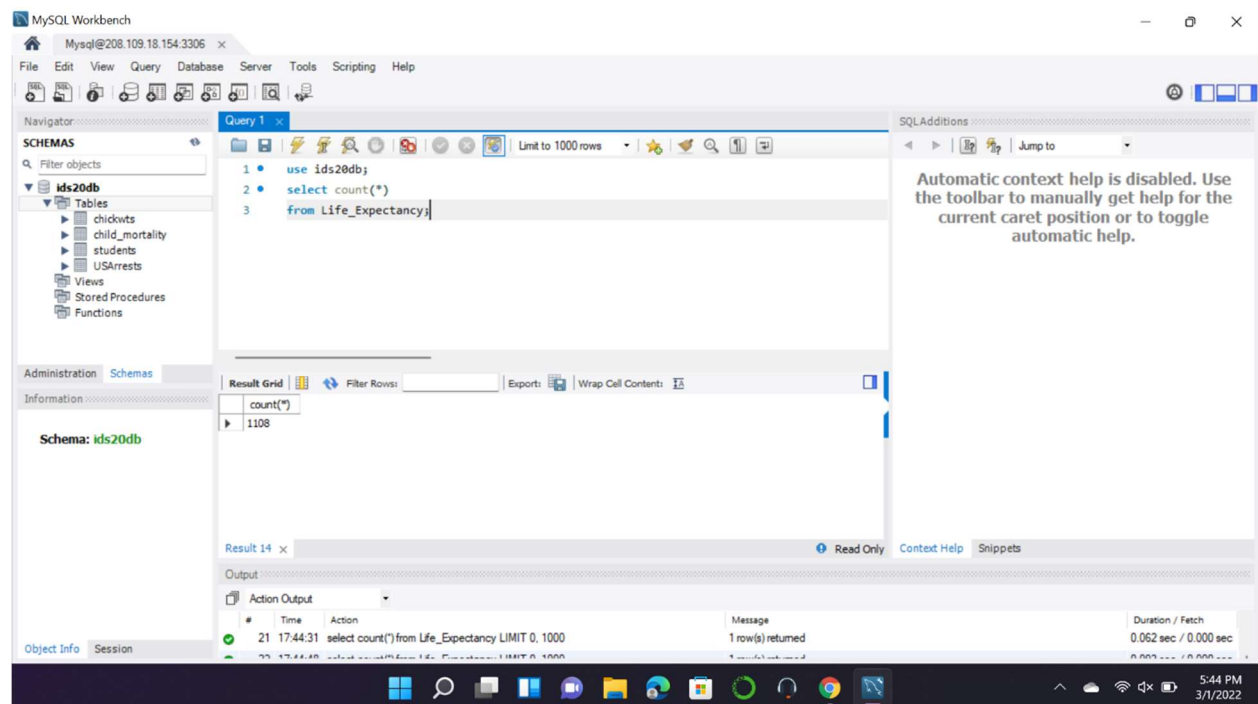 MySQL Workbench
Mysql@208.109.18.154:3306
File Edit View Query Database Server Tools Scripting Help
Navigator
SCHEMAS
Filter objects
ids20db
Tables
chickwts
child_mortality
students
USArrests
Views
Stored Procedures
Functions
Administration Schemas
Information
Schema: ids20db
Object Info Session
Query 1
Limit to 1000 rows
1 use ids20db;
2 select count(*)
3 from Life_Expectancy;
Result Grid Filter Rows: Export: Wrap Cell Content:
count(*)
1108
Result 14 Read Only
SQLAdditions
Jump to
Automatic context help is disabled. Use
the toolbar to manually get help for the
current caret position or to toggle
automatic help.
Context Help Snippets
Output
Action Output
# Time Action Message Duration / Fetch
21 17:44:31 select count(*) from Life_Expectancy LIMIT 0, 1000 1 row(s) returned 0.062 sec / 0.000 sec
5:44 PM
3/1/2022